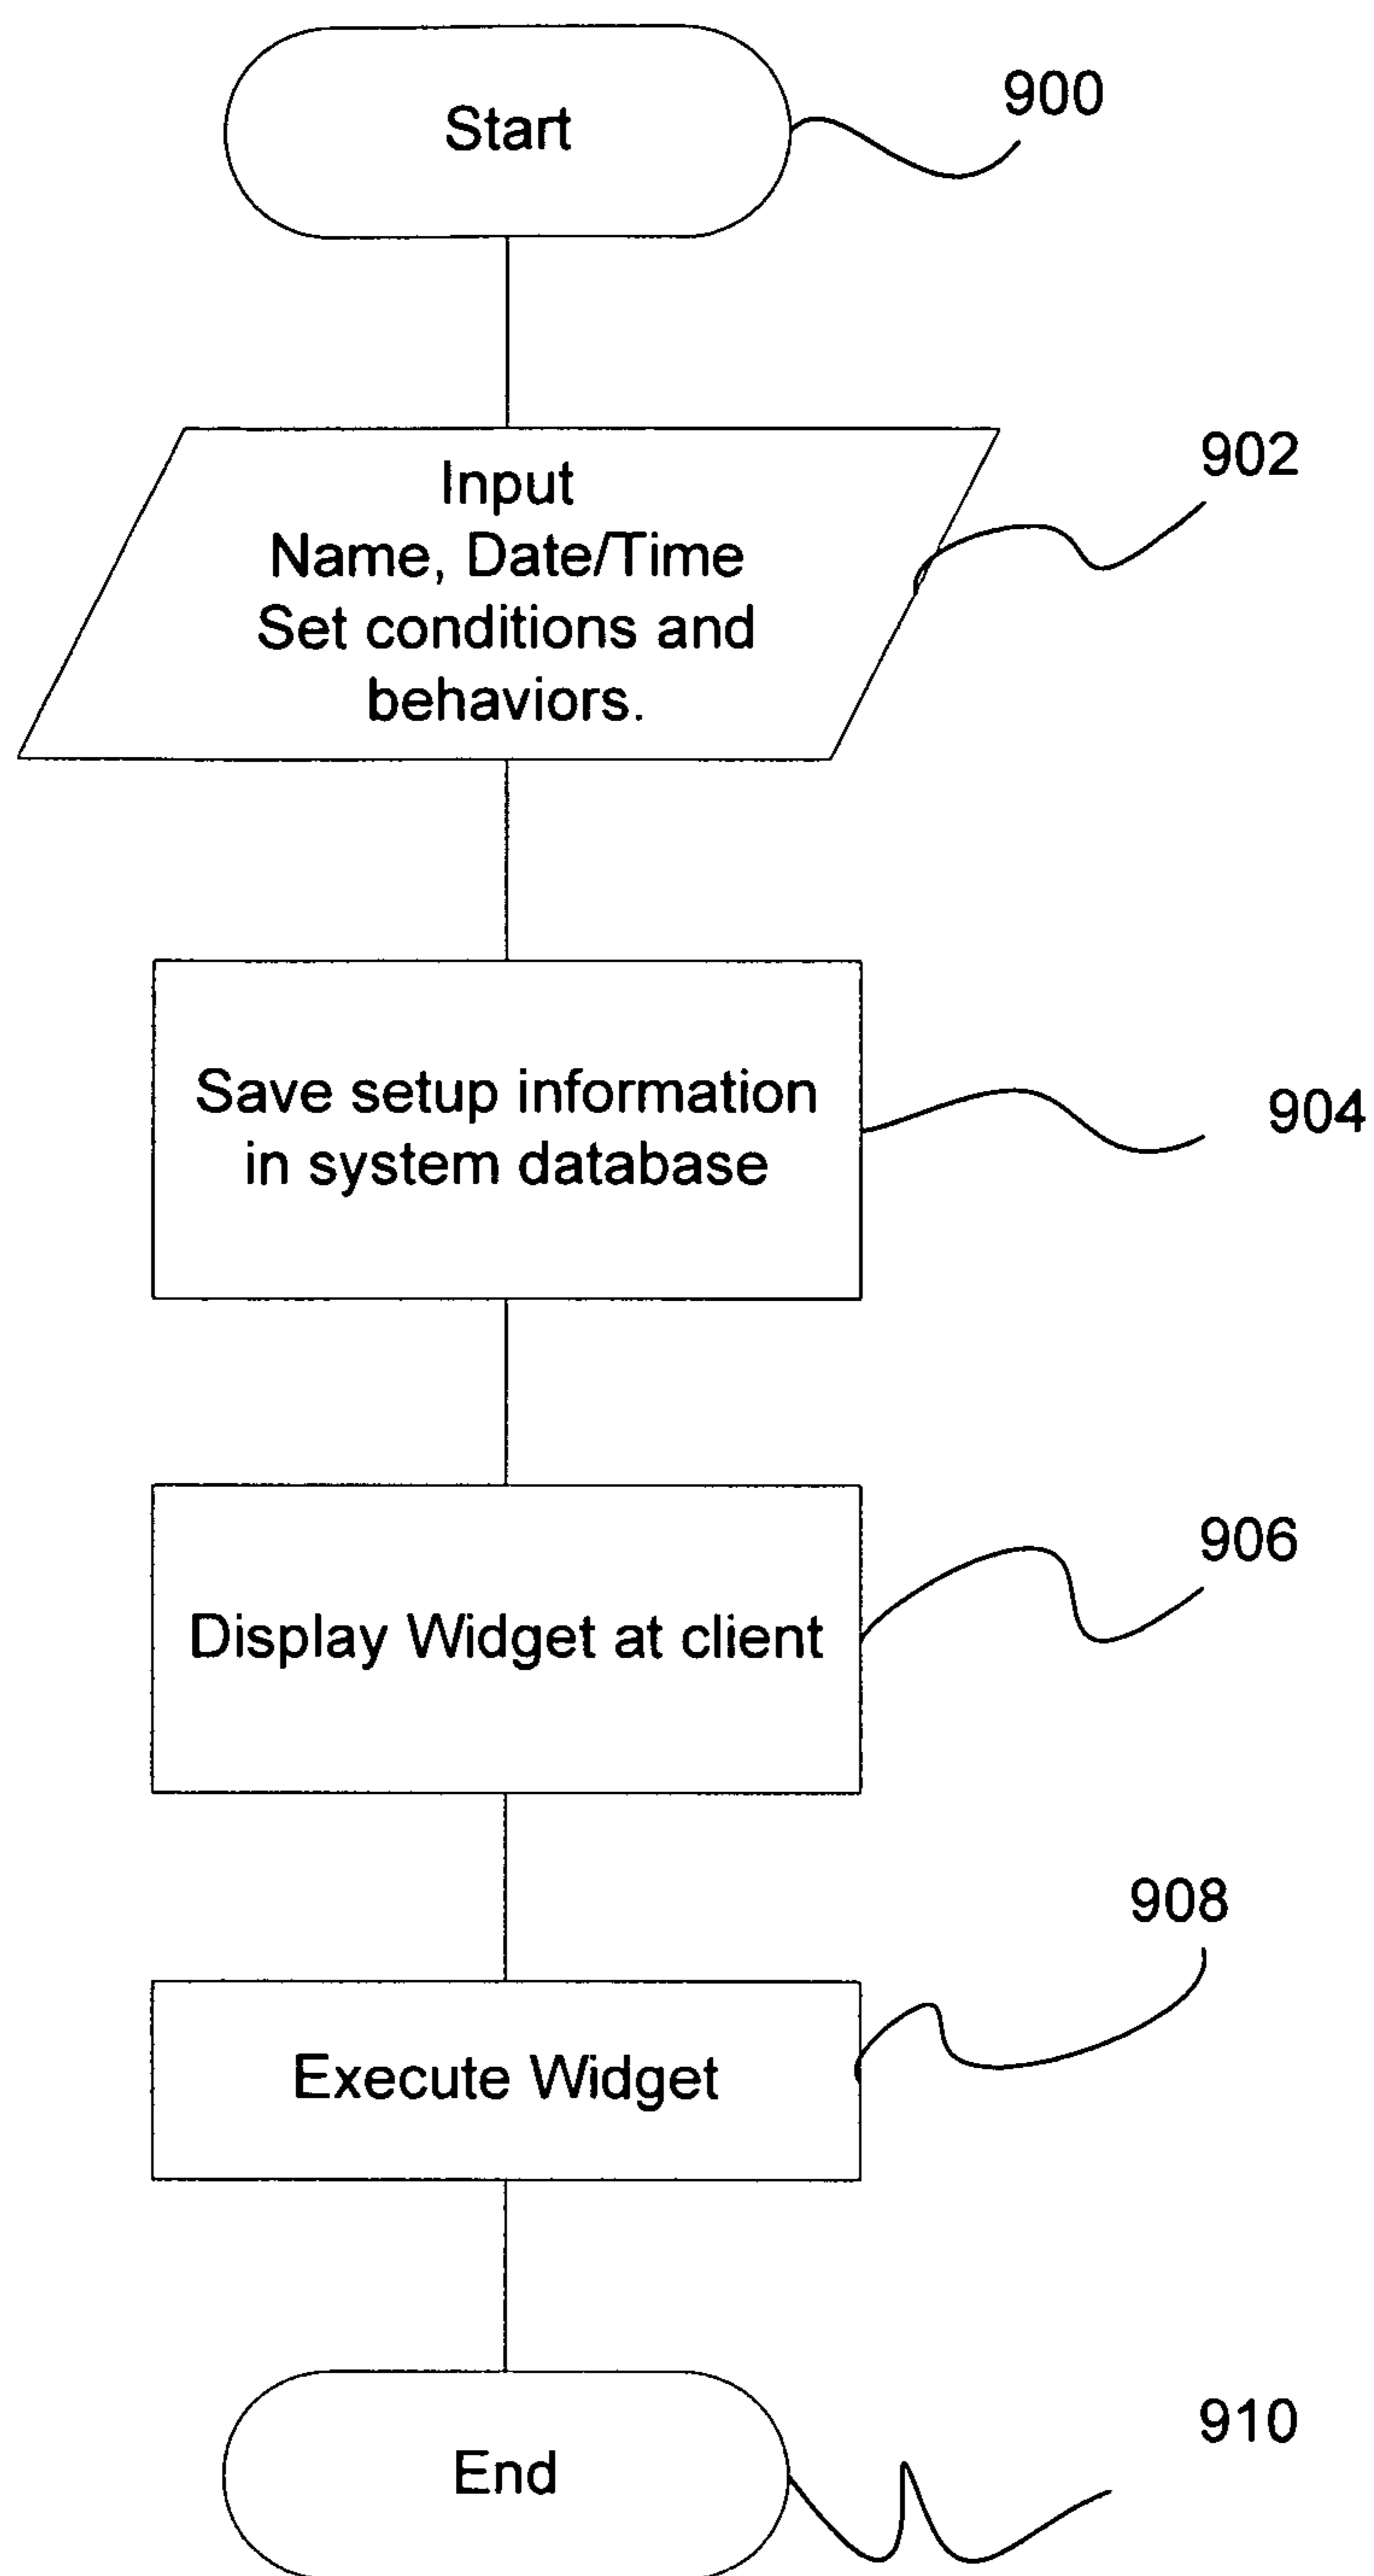 Start
900
Input
Name, Date/Time
Set conditions and
behaviors.
902
Save setup information
in system database
904
Display Widget at client
906
Execute Widget
908
End
910